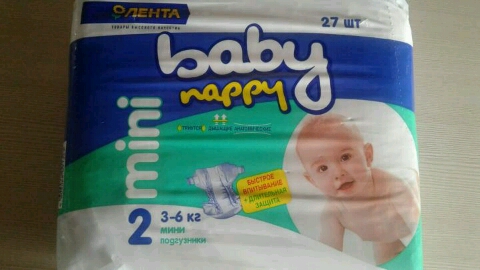 ЛЕНТА
ТОВАРЫ ВЫСОКОГО КАЧЕСТВА
27 ШТ
baby
nappy
mini
2
3-6 кг
МИНИ
подгузники
БЫСТРОЕ
ВПИТЫВАНИЕ
+ ДЛИТЕЛЬНАЯ
ЗАЩИТА